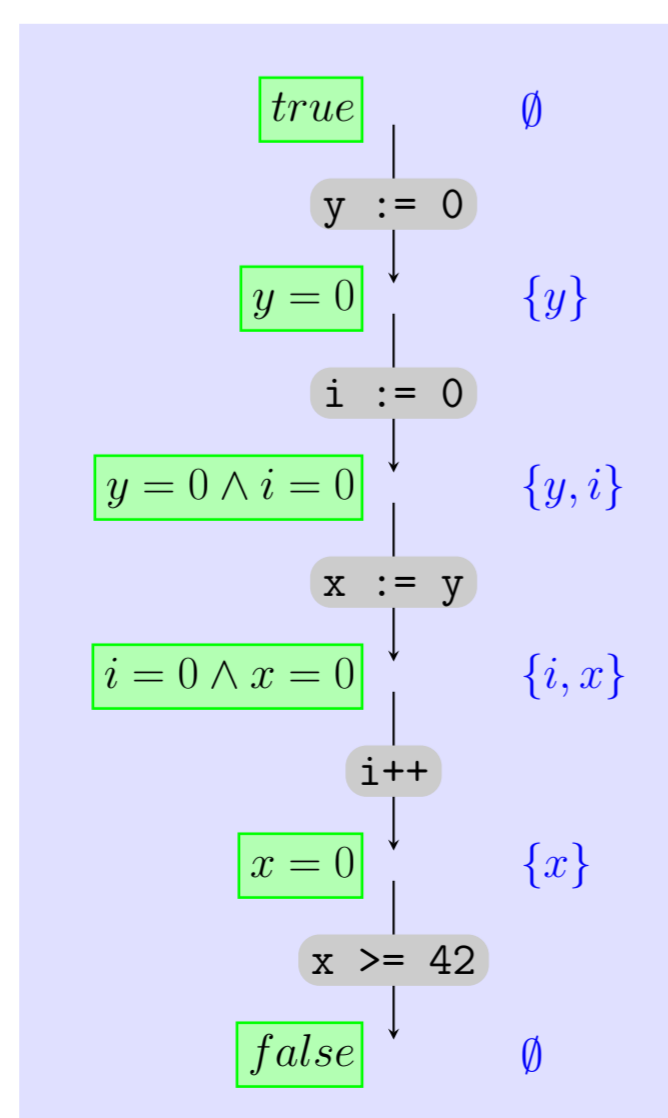 true ∅
y := 0
y = 0 {y}
i := 0
y = 0 ∧ i = 0 {y, i}
x := y
i = 0 ∧ x = 0 {i, x}
i++
x = 0 {x}
x >= 42
false ∅